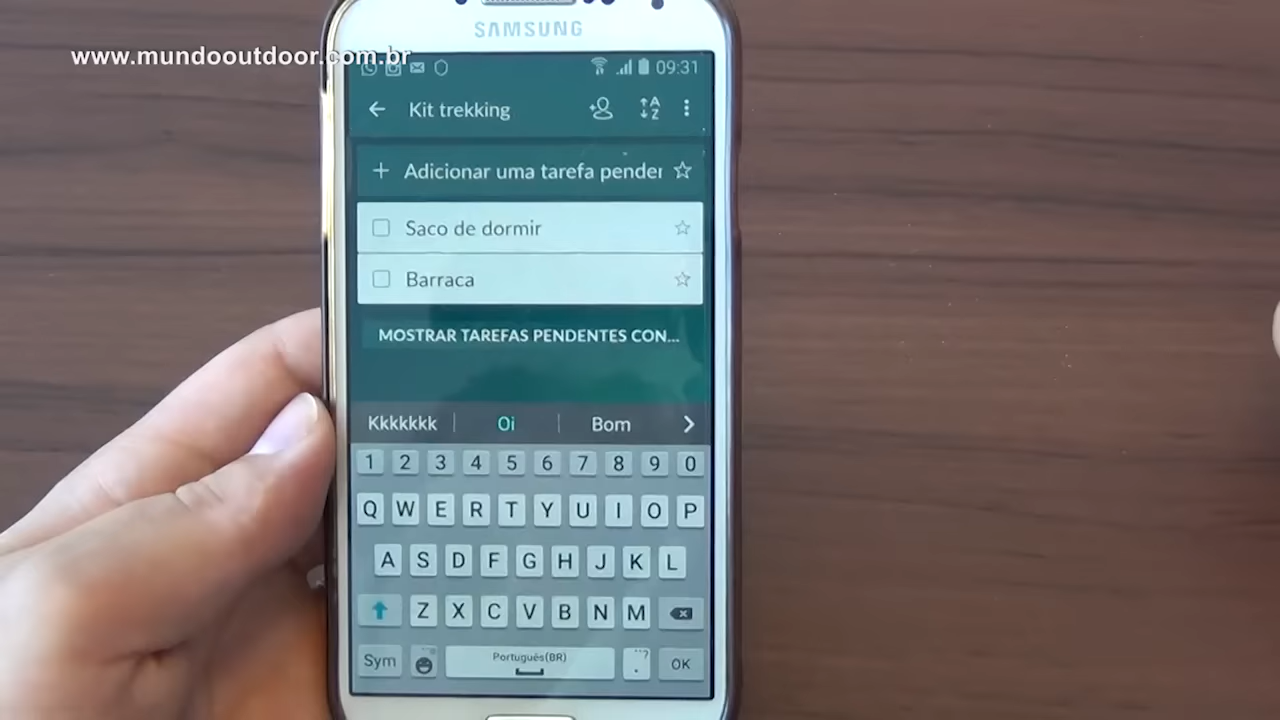 SAMSUNG
www.mundooutdoor.com.br
09:31
Kit trekking
A
Z
+ Adicionar uma tarefa pender
Saco de dormir
Barraca
MOSTRAR TAREFAS PENDENTES CON...
Kkkkkkk Oi Bom
1 2 3 4 5 6 7 8 9 0
Q W E R T Y U I O P
A S D F G H J K L
Z X C V B N M
Sym Português(BR) . OK